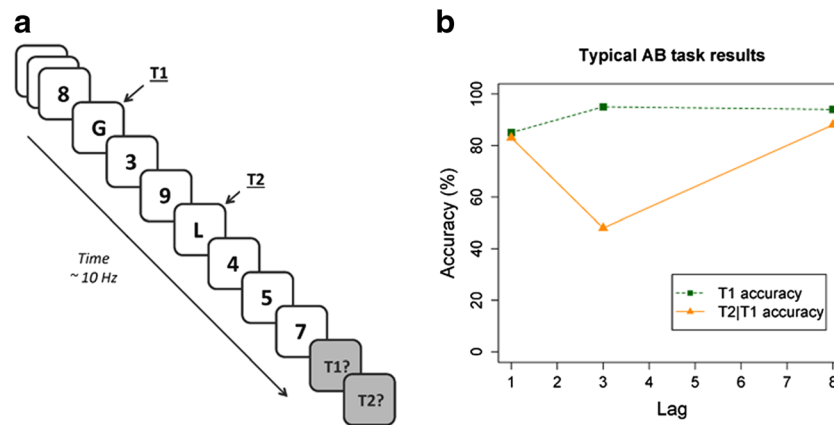 a
8
T1
G
3
9
T2
L
4
5
7
T1?
T2?
Time
~ 10 Hz
b
Typical AB task results
Accuracy (%)
100
80
60
40
20
0
T1 accuracy
T2|T1 accuracy
1 2 3 4 5 6 7 8
Lag